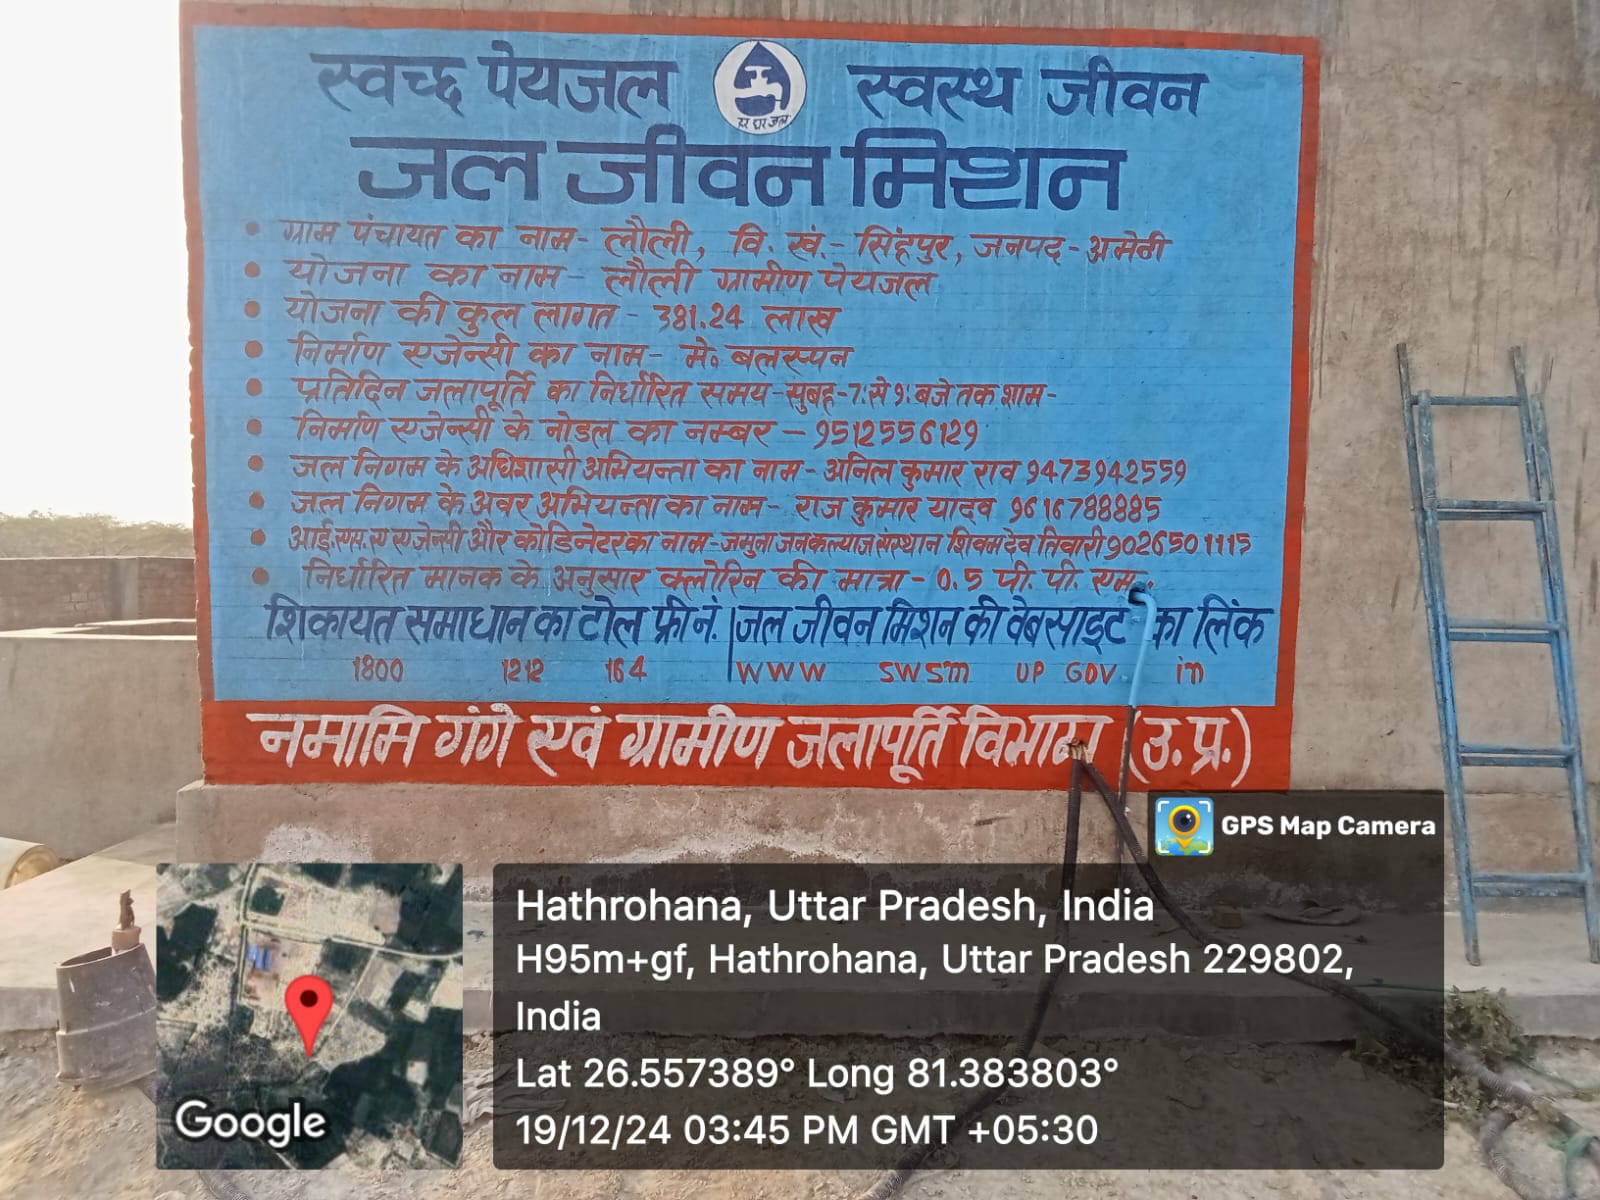 स्वच्छ पेयजल स्वस्थ जीवन
हर घर जल
जल जीवन मिशन
• ग्राम पंचायत का नाम- लौली, वि. खं.- सिंहपुर, जनपद- अमेठी
• योजना का नाम- लौली ग्रामीण पेयजल
• योजना की कुल लागत- 381.24 लाख
• निर्माण एजेन्सी का नाम- मे० बलस्पन
• प्रतिदिन जलापूर्ति का निर्धारित समय-सुबह-7:से 9:बजे तक शाम-
• निर्माण एजेन्सी के नोडल का नम्बर – 9512556129
• जल निगम के अधिशासी अभियन्ता का नाम- अनिल कुमार राव 9473942559
• जल निगम के अवर अभियन्ता का नाम- राज कुमार यादव 9616788885
• आई.एस.ए एजेन्सी और कोडिनेटर का नाम-जमुना जनकल्याण संस्थान शिवम देव तिवारी 9026501115
• निर्धारित मानक के अनुसार क्लोरिन की मात्रा- 0.5 पी. पी. एम.
शिकायत समाधान का टोल फ्री नं. | जल जीवन मिशन की वेबसाइट का लिंक
1800 1212 164 | WWW SWSM UP GOV. in
नमामि गंगे एवं ग्रामीण जलापूर्ति विभाग (उ.प्र.)
GPS Map Camera
Hathrohana, Uttar Pradesh, India
H95m+gf, Hathrohana, Uttar Pradesh 229802,
India
Lat 26.557389° Long 81.383803°
19/12/24 03:45 PM GMT +05:30
Google